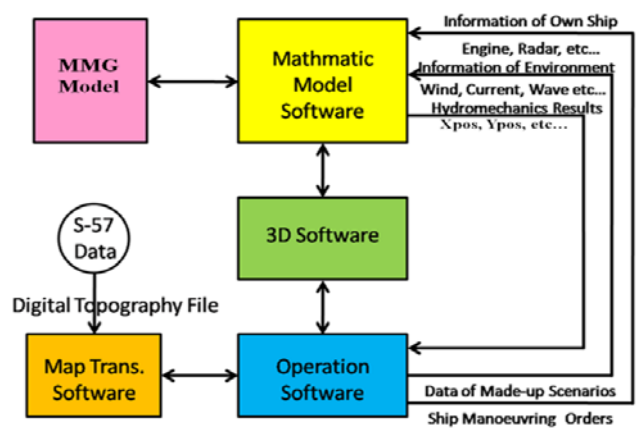 MMG
Model
Mathmatic
Model
Software
Information of Own Ship
Engine, Radar, etc...
Information of Environment
Wind, Current, Wave etc...
Hydromechanics Results
Xpos, Ypos, etc...
3D Software
S-57
Data
Digital Topography File
Map Trans.
Software
Operation
Software
Data of Made-up Scenarios
Ship Manoeuvring Orders